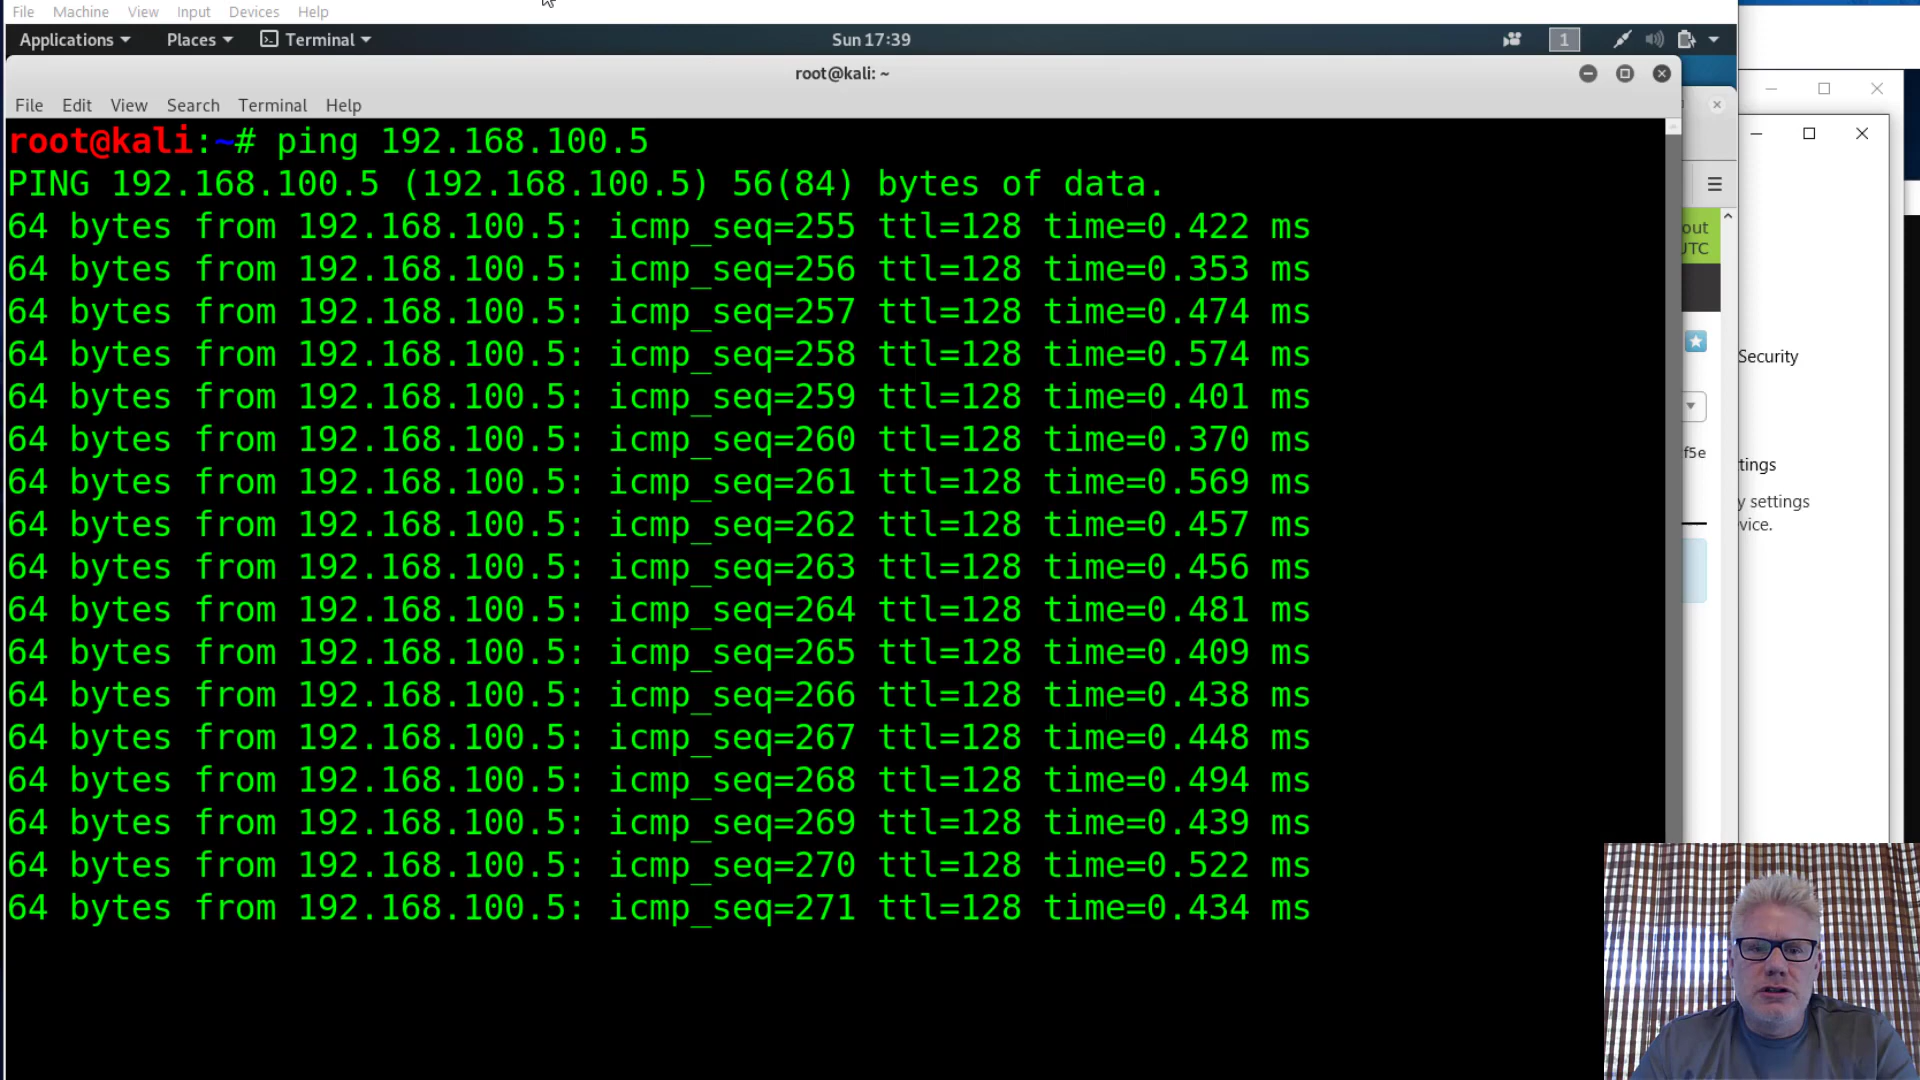 File Machine View Input Devices Help
Applications Places Terminal Sun 17:39 1
root@kali: ~
File Edit View Search Terminal Help
root@kali:~# ping 192.168.100.5
PING 192.168.100.5 (192.168.100.5) 56(84) bytes of data.
64 bytes from 192.168.100.5: icmp_seq=255 ttl=128 time=0.422 ms
64 bytes from 192.168.100.5: icmp_seq=256 ttl=128 time=0.353 ms
64 bytes from 192.168.100.5: icmp_seq=257 ttl=128 time=0.474 ms
64 bytes from 192.168.100.5: icmp_seq=258 ttl=128 time=0.574 ms
64 bytes from 192.168.100.5: icmp_seq=259 ttl=128 time=0.401 ms
64 bytes from 192.168.100.5: icmp_seq=260 ttl=128 time=0.370 ms
64 bytes from 192.168.100.5: icmp_seq=261 ttl=128 time=0.569 ms
64 bytes from 192.168.100.5: icmp_seq=262 ttl=128 time=0.457 ms
64 bytes from 192.168.100.5: icmp_seq=263 ttl=128 time=0.456 ms
64 bytes from 192.168.100.5: icmp_seq=264 ttl=128 time=0.481 ms
64 bytes from 192.168.100.5: icmp_seq=265 ttl=128 time=0.409 ms
64 bytes from 192.168.100.5: icmp_seq=266 ttl=128 time=0.438 ms
64 bytes from 192.168.100.5: icmp_seq=267 ttl=128 time=0.448 ms
64 bytes from 192.168.100.5: icmp_seq=268 ttl=128 time=0.494 ms
64 bytes from 192.168.100.5: icmp_seq=269 ttl=128 time=0.439 ms
64 bytes from 192.168.100.5: icmp_seq=270 ttl=128 time=0.522 ms
64 bytes from 192.168.100.5: icmp_seq=271 ttl=128 time=0.434 ms
out
UTC
Security
f5e
tings
y settings
vice.